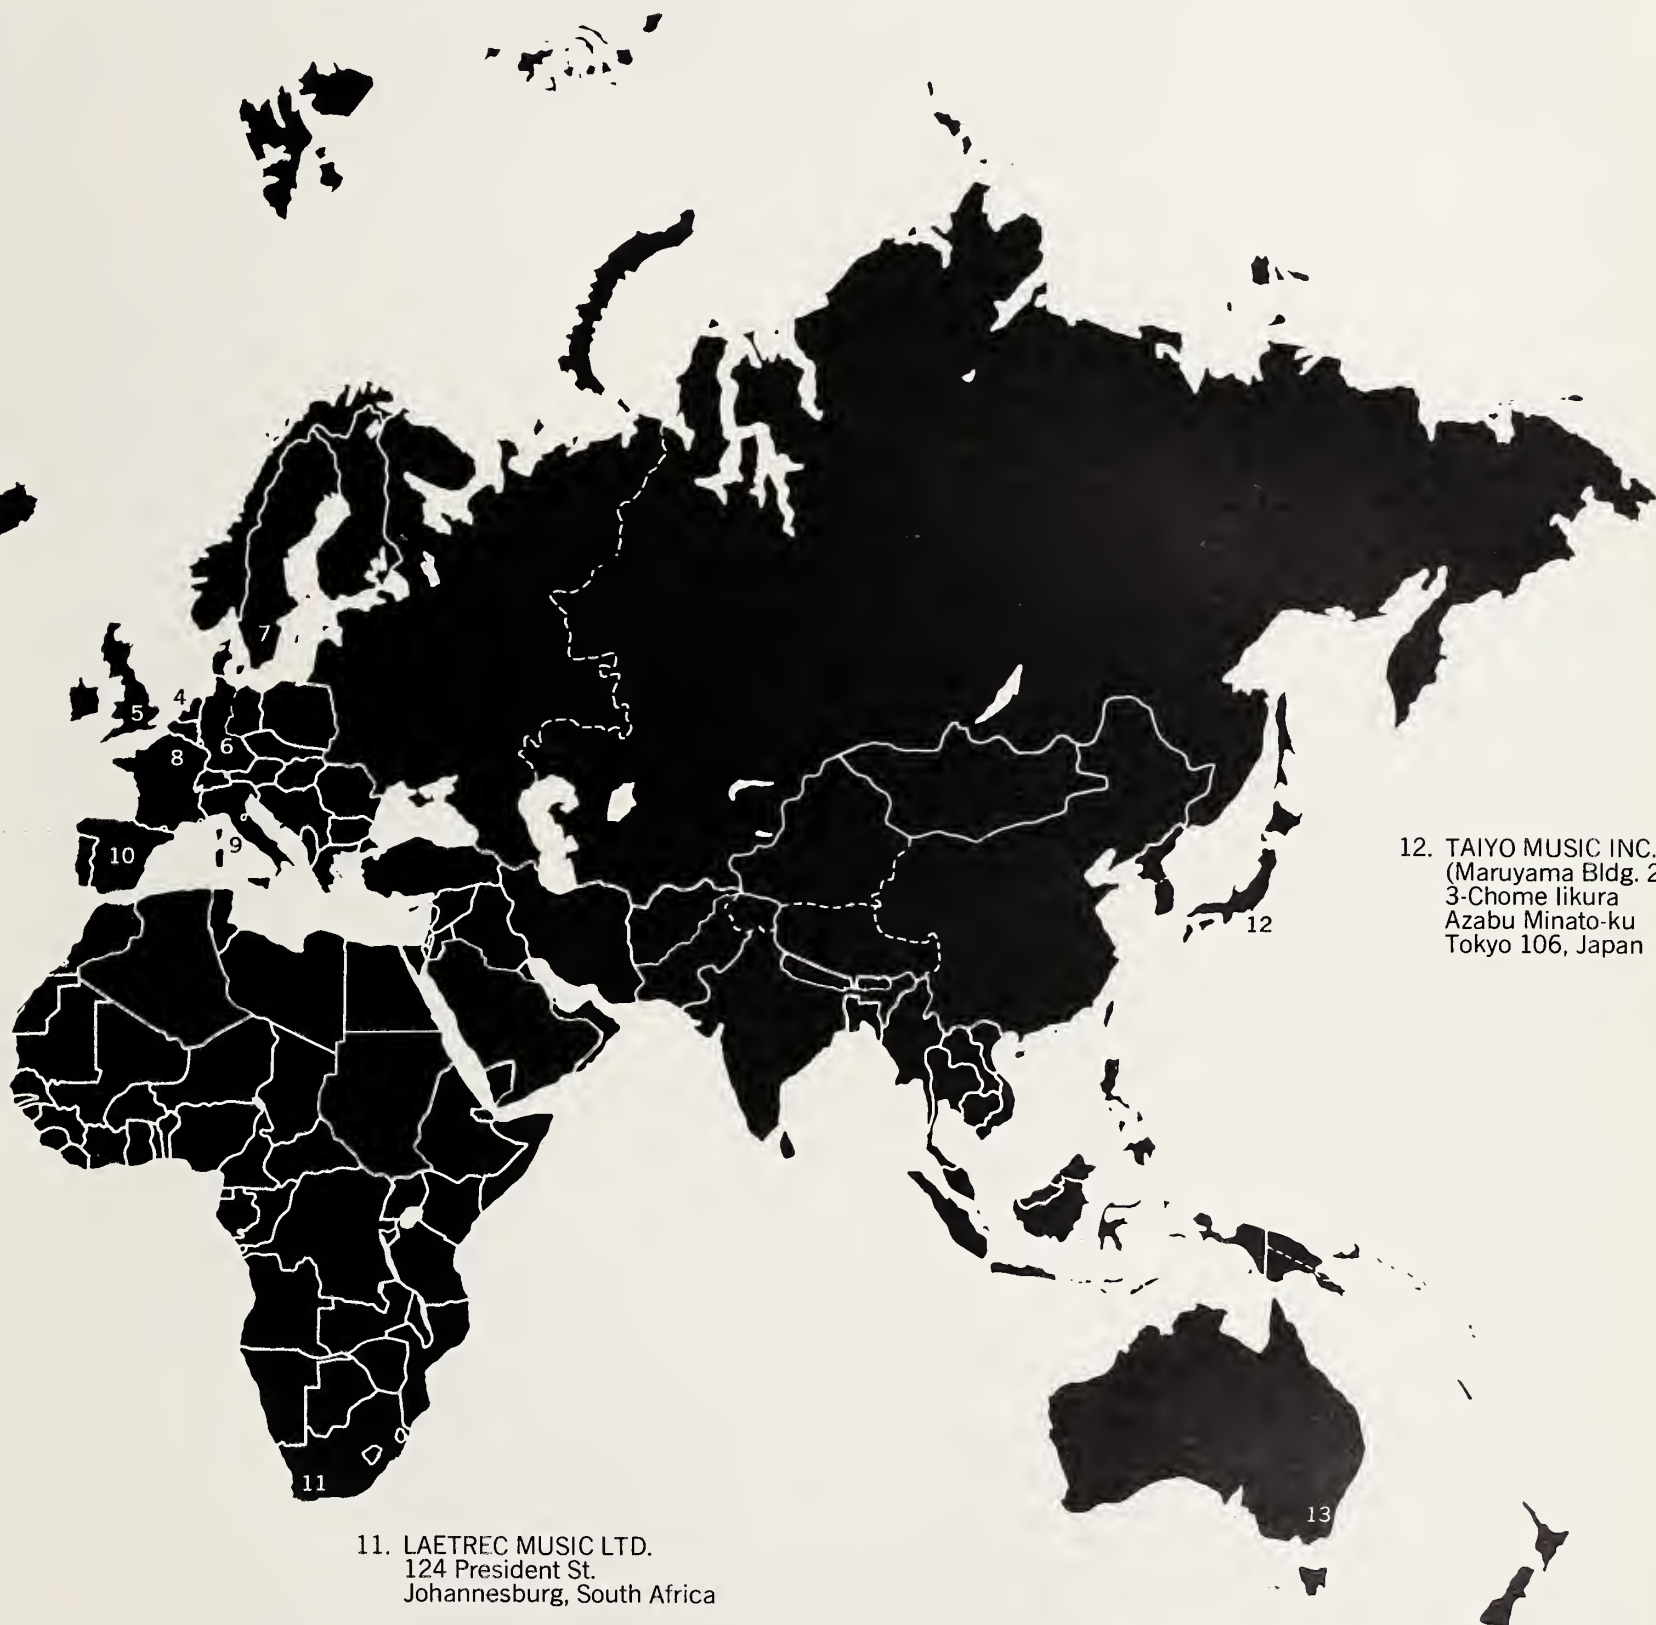 7
4
5
6
8
9
10
12. TAIYO MUSIC INC.
(Maruyama Bldg. 2
3-Chome Iikura
Azabu Minato-ku
Tokyo 106, Japan
12
11
13
11. LAETREC MUSIC LTD.
124 President St.
Johannesburg, South Africa